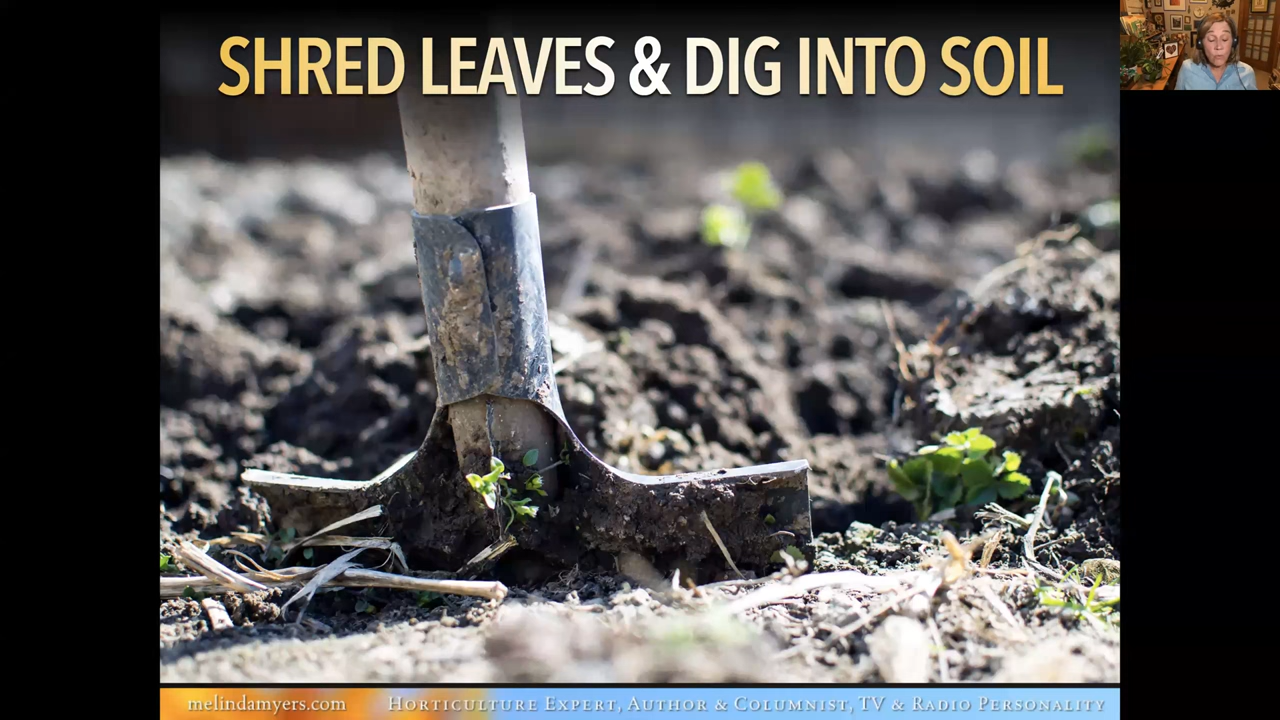 SHRED LEAVES & DIG INTO SOIL
melindamyers.com Horticulture Expert, Author & Columnist, TV & Radio Personality